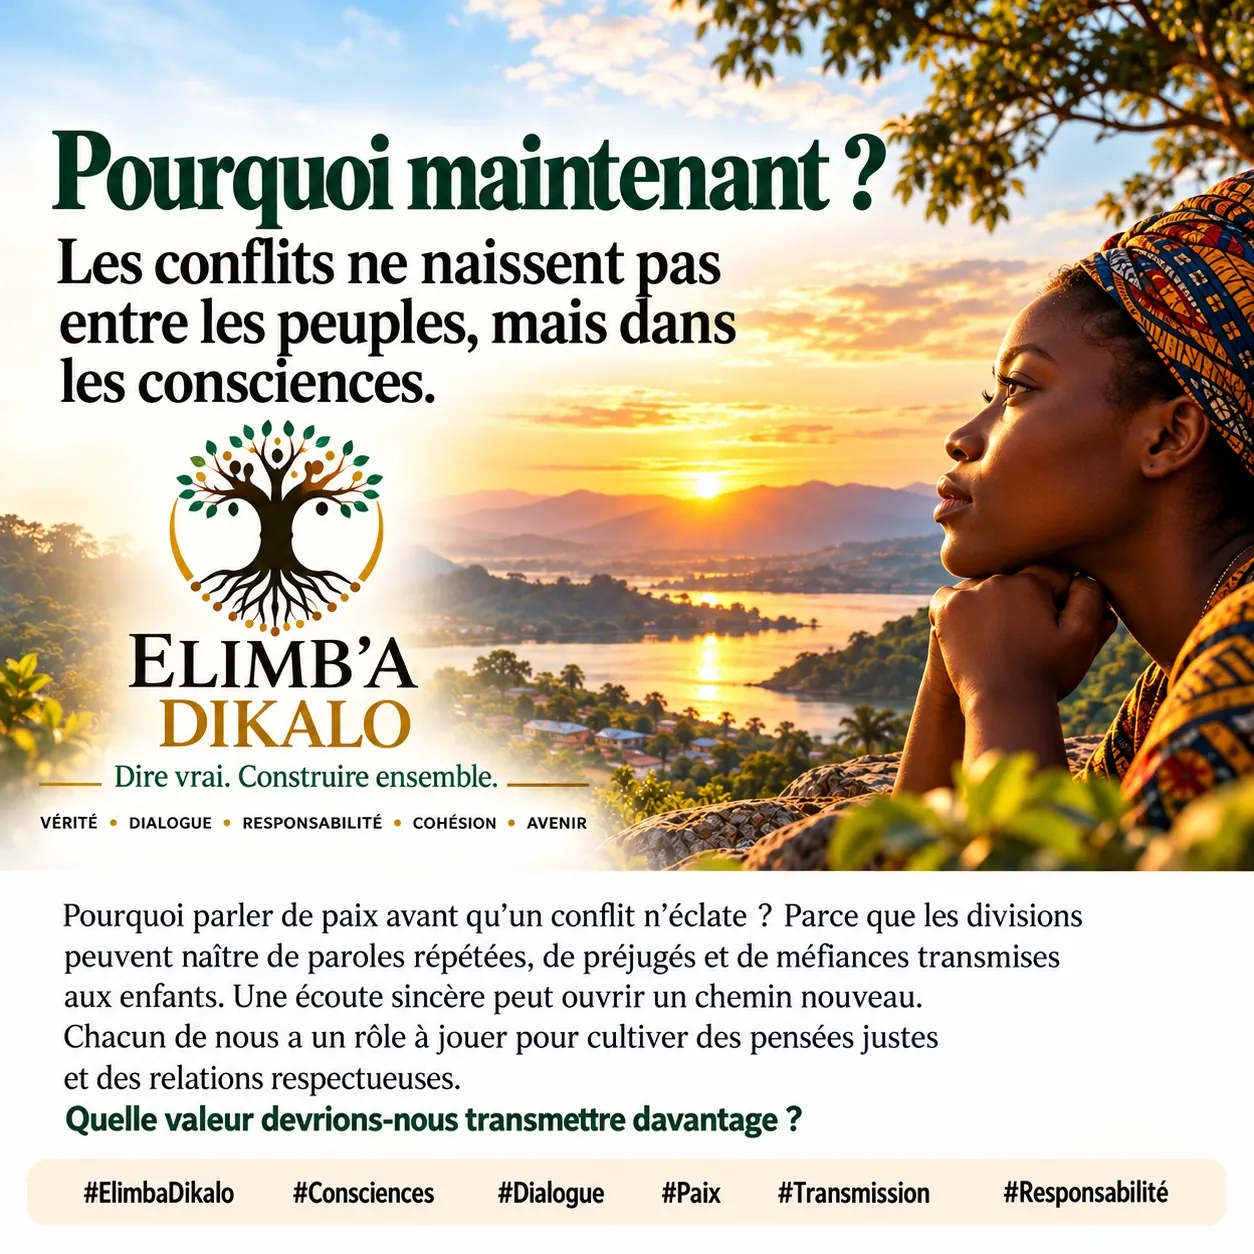 Pourquoi maintenant ?
Les conflits ne naissent pas
entre les peuples, mais dans
les consciences.
ELIMB’A
DIKALO
Dire vrai. Construire ensemble.
VÉRITÉ • DIALOGUE • RESPONSABILITÉ • COHÉSION • AVENIR
Pourquoi parler de paix avant qu’un conflit n’éclate ? Parce que les divisions
peuvent naître de paroles répétées, de préjugés et de méfiances transmises
aux enfants. Une écoute sincère peut ouvrir un chemin nouveau.
Chacun de nous a un rôle à jouer pour cultiver des pensées justes
et des relations respectueuses.
Quelle valeur devrions-nous transmettre davantage ?
#ElimbaDikalo #Consciences #Dialogue #Paix #Transmission #Responsabilité